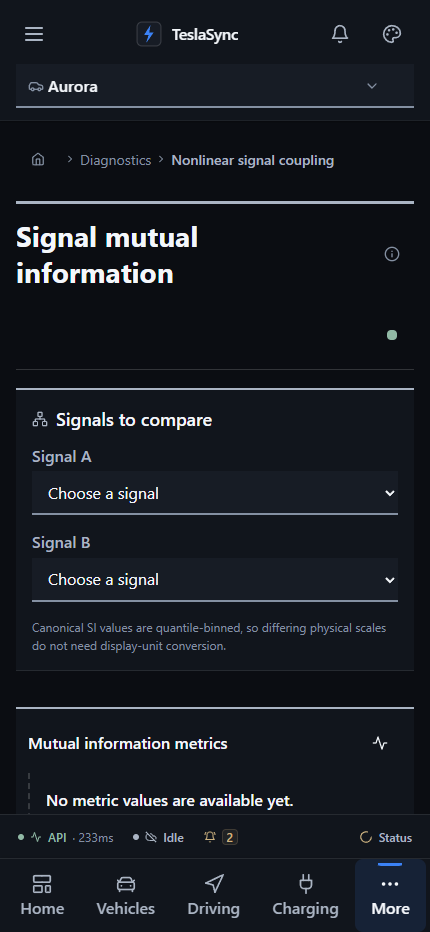 TeslaSync
Aurora
Diagnostics
Nonlinear signal coupling
Signal mutual
information
Signals to compare
Signal A
Choose a signal
Signal B
Choose a signal
Canonical SI values are quantile-binned, so differing physical scales
do not need display-unit conversion.
Mutual information metrics
No metric values are available yet.
API · 233ms
Idle
2
Status
Home
Vehicles
Driving
Charging
More